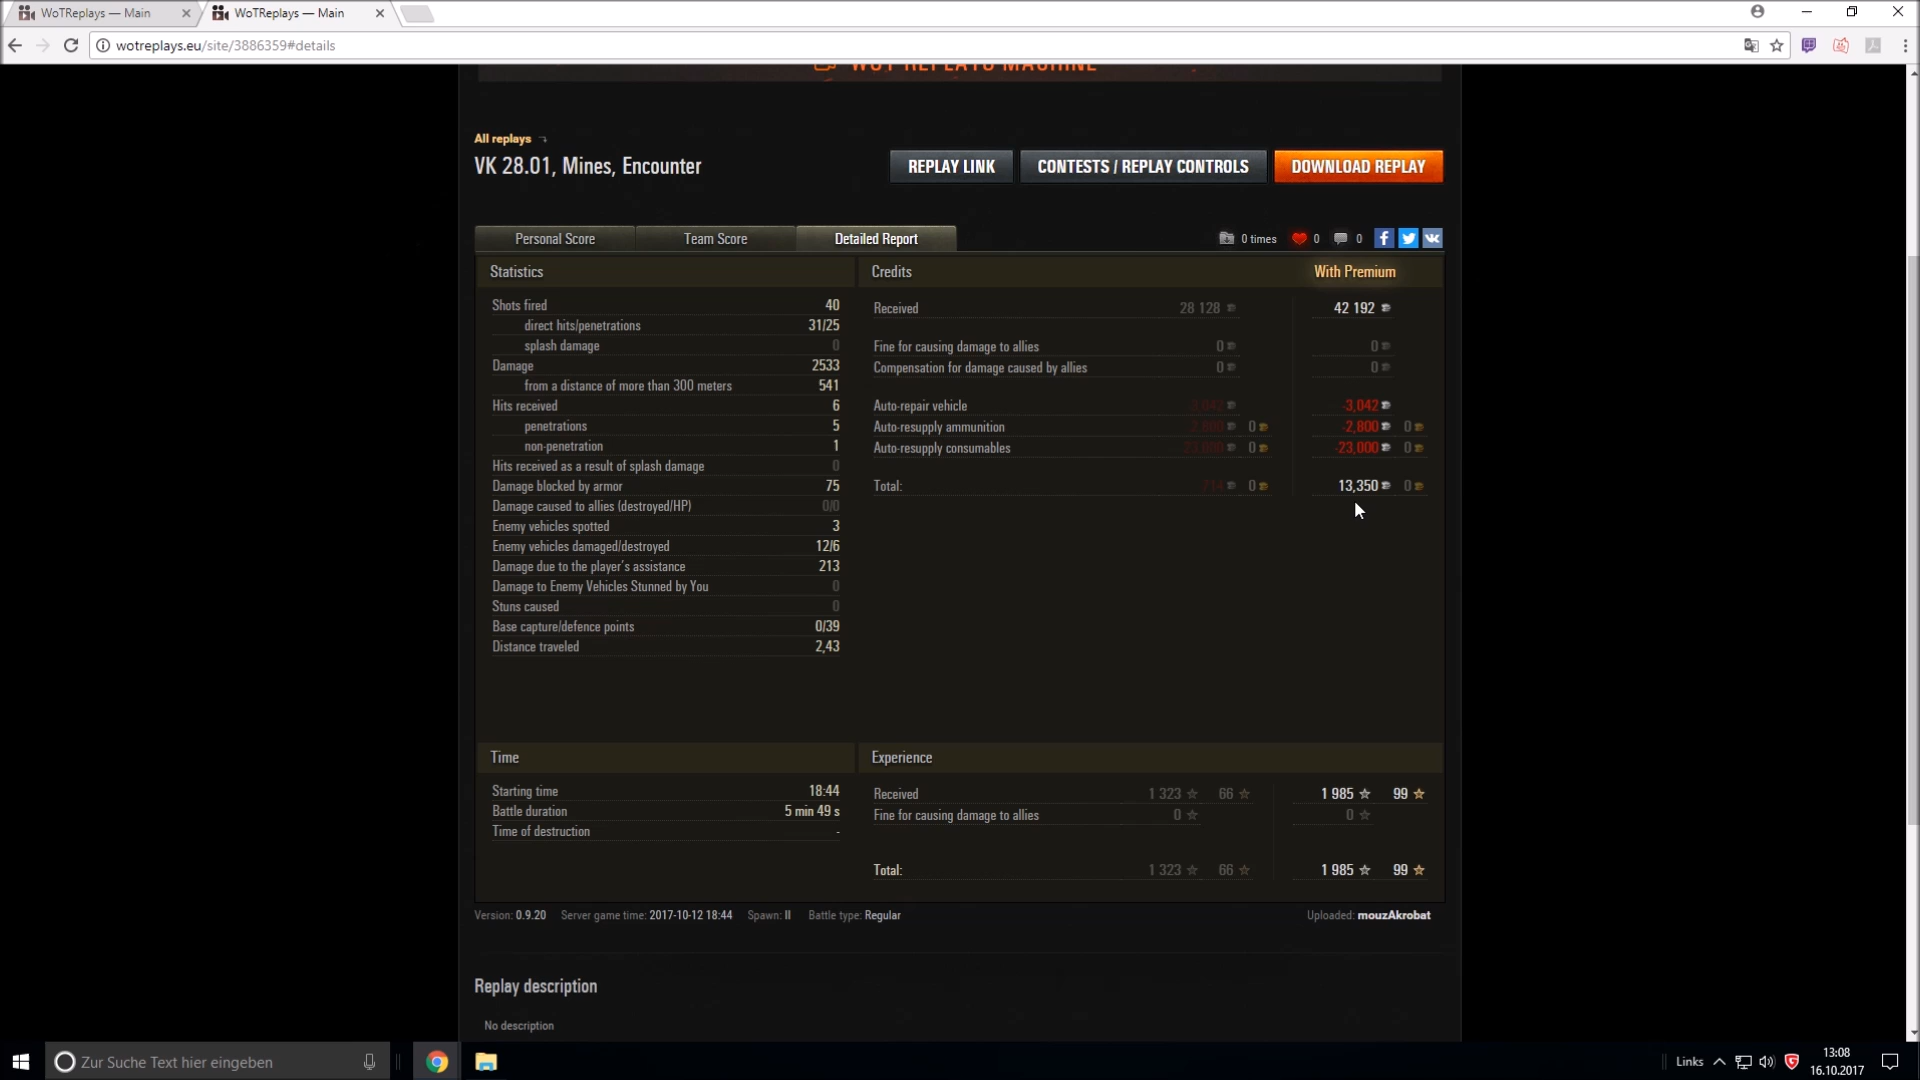 WoTReplays — Main
WoTReplays — Main
wotreplays.eu/site/3886359#details
WOT REPLAYS MACHINE
All replays
VK 28.01, Mines, Encounter
REPLAY LINK
CONTESTS / REPLAY CONTROLS
DOWNLOAD REPLAY
Personal Score
Team Score
Detailed Report
0 times
0
0
Statistics
Shots fired 40
direct hits/penetrations 31/25
splash damage 0
Damage 2533
from a distance of more than 300 meters 541
Hits received 6
penetrations 5
non-penetration 1
Hits received as a result of splash damage 0
Damage blocked by armor 75
Damage caused to allies (destroyed/HP) 0/0
Enemy vehicles spotted 3
Enemy vehicles damaged/destroyed 12/6
Damage due to the player's assistance 213
Damage to Enemy Vehicles Stunned by You 0
Stuns caused 0
Base capture/defence points 0/39
Distance traveled 2,43
Credits With Premium
Received 28 128 42 192
Fine for causing damage to allies 0 0
Compensation for damage caused by allies 0 0
Auto-repair vehicle -3,042 -3,042
Auto-resupply ammunition -2,800 0 -2,800 0
Auto-resupply consumables -23,000 0 -23,000 0
Total: -714 0 13,350 0
Time
Starting time 18:44
Battle duration 5 min 49 s
Time of destruction -
Experience
Received 1 323 66 1 985 99
Fine for causing damage to allies 0 0
Total: 1 323 66 1 985 99
Version: 0.9.20 Server game time: 2017-10-12 18:44 Spawn: II Battle type: Regular
Uploaded: mouzAkrobat
Replay description
No description
Zur Suche Text hier eingeben
Links
13:08
16.10.2017